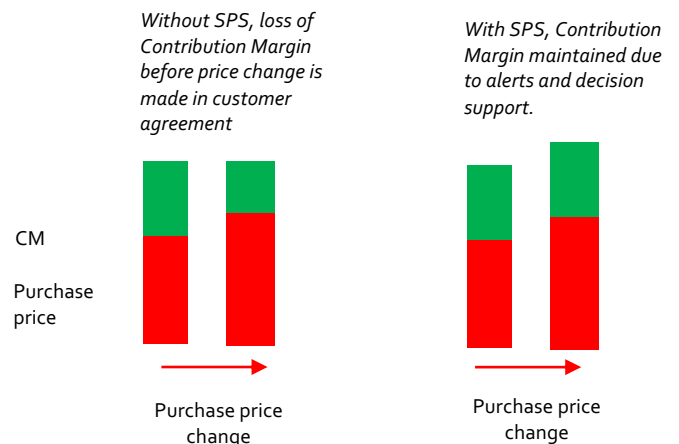 Without SPS, loss of
Contribution Margin
before price change is
made in customer
agreement
With SPS, Contribution
Margin maintained due
to alerts and decision
support.
CM
Purchase
price
Purchase price
change
Purchase price
change